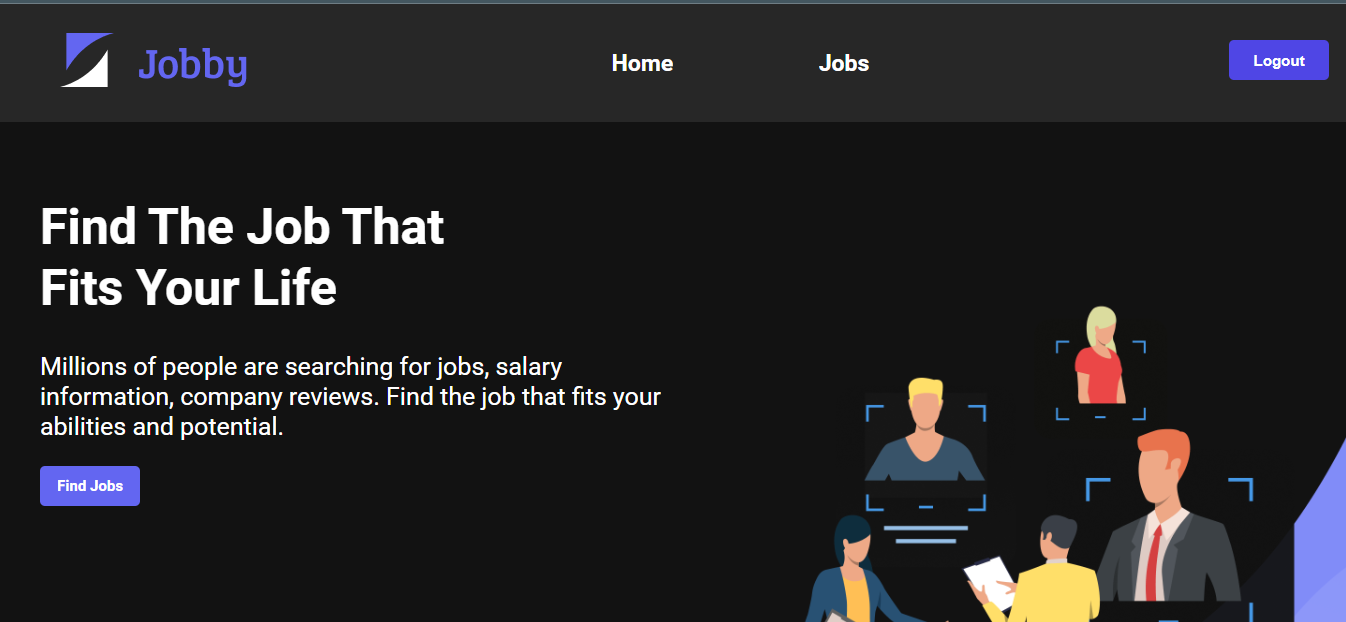 Jobby
Home
Jobs
Logout
Find The Job That
Fits Your Life
Millions of people are searching for jobs, salary
information, company reviews. Find the job that fits your
abilities and potential.
Find Jobs